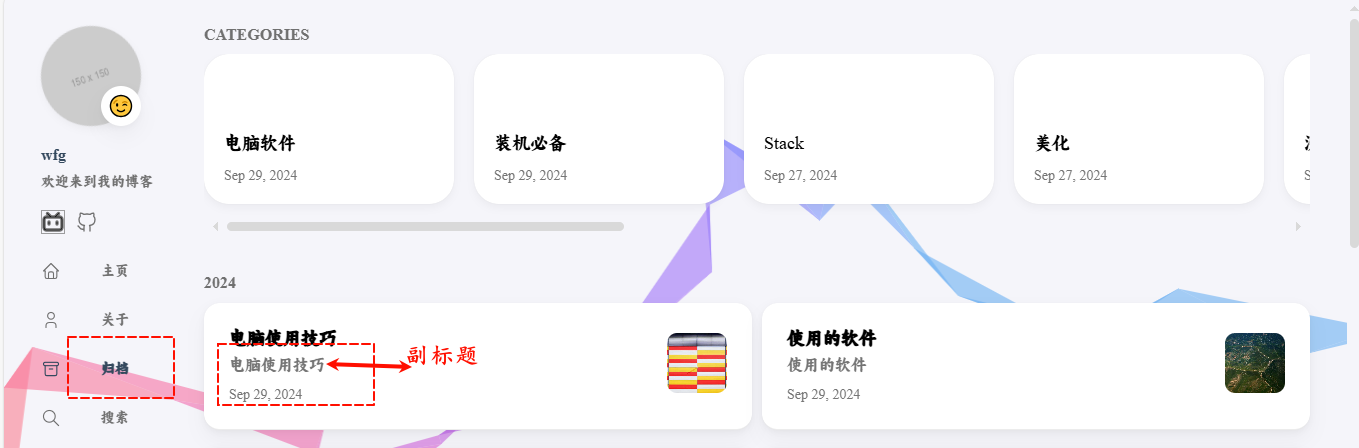 150 x 150
wfg
欢迎来到我的博客
主页
关于
归档
搜索
CATEGORIES
电脑软件
Sep 29, 2024
装机必备
Sep 29, 2024
Stack
Sep 27, 2024
美化
Sep 27, 2024
2024
电脑使用技巧
电脑使用技巧
Sep 29, 2024
副标题
使用的软件
使用的软件
Sep 29, 2024